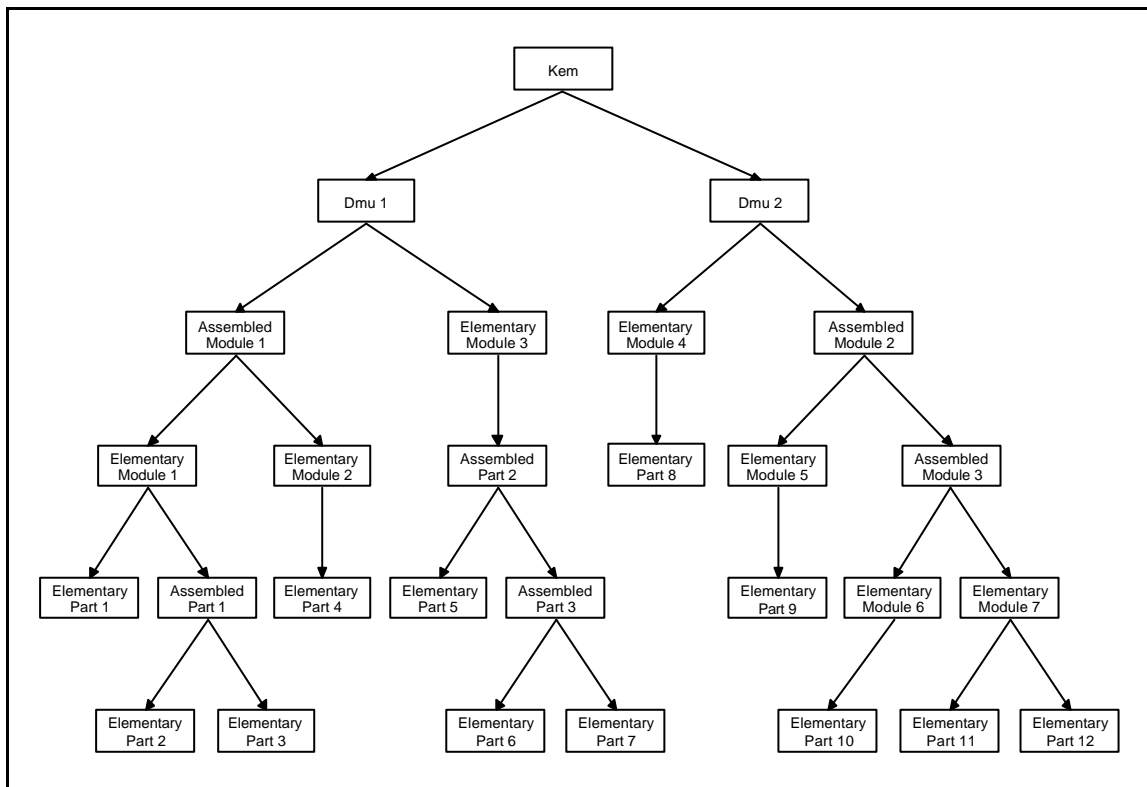 Kem
Dmu 1
Dmu 2
Assembled
Module 1
Elementary
Module 3
Elementary
Module 4
Assembled
Module 2
Elementary
Module 1
Elementary
Module 2
Assembled
Part 2
Elementary
Part 8
Elementary
Module 5
Assembled
Module 3
Elementary
Part 1
Assembled
Part 1
Elementary
Part 4
Elementary
Part 5
Assembled
Part 3
Elementary
Part 9
Elementary
Module 6
Elementary
Module 7
Elementary
Part 2
Elementary
Part 3
Elementary
Part 6
Elementary
Part 7
Elementary
Part 10
Elementary
Part 11
Elementary
Part 12